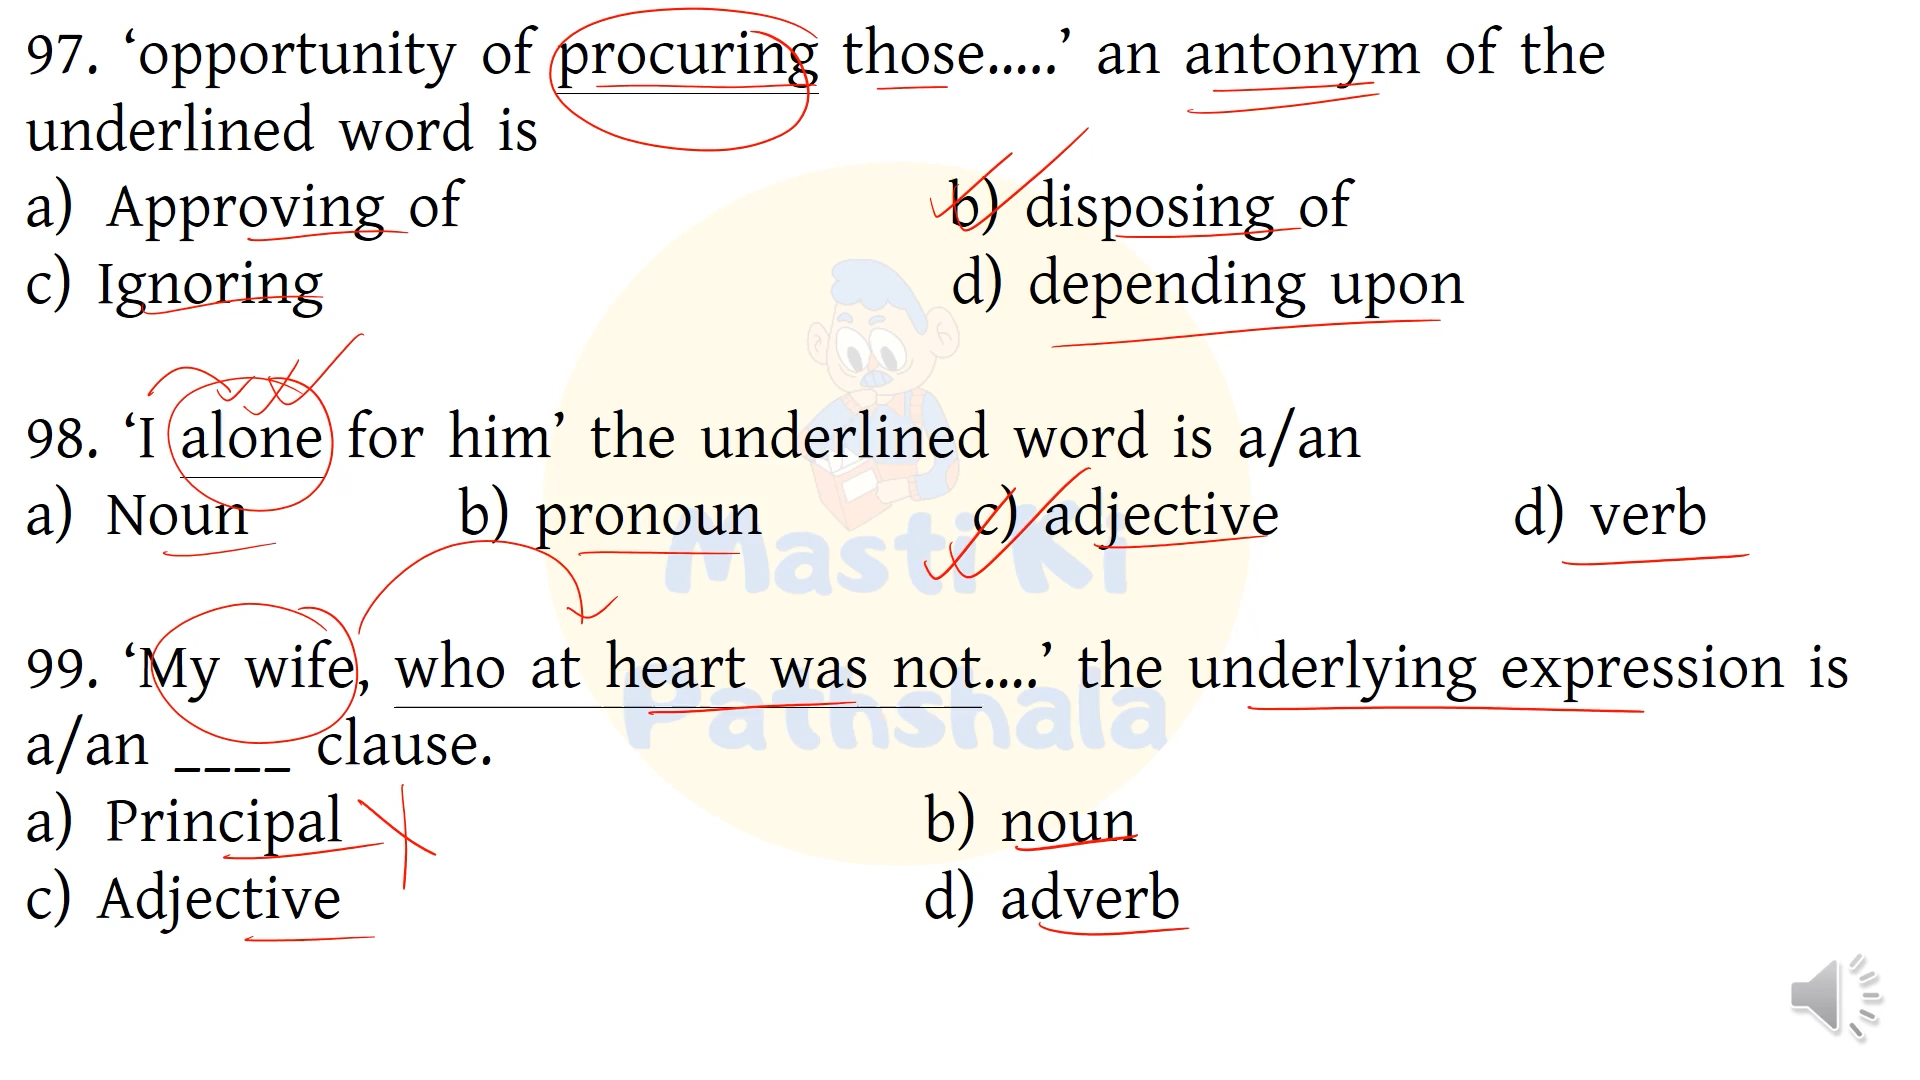 97. ‘opportunity of procuring those.....’ an antonym of the
underlined word is
a) Approving of b) disposing of
c) Ignoring d) depending upon
98. ‘I alone for him’ the underlined word is a/an
a) Noun b) pronoun c) adjective d) verb
99. ‘My wife, who at heart was not....’ the underlying expression is
a/an ____ clause.
a) Principal b) noun
c) Adjective d) adverb
Masti Ki
Pathshala